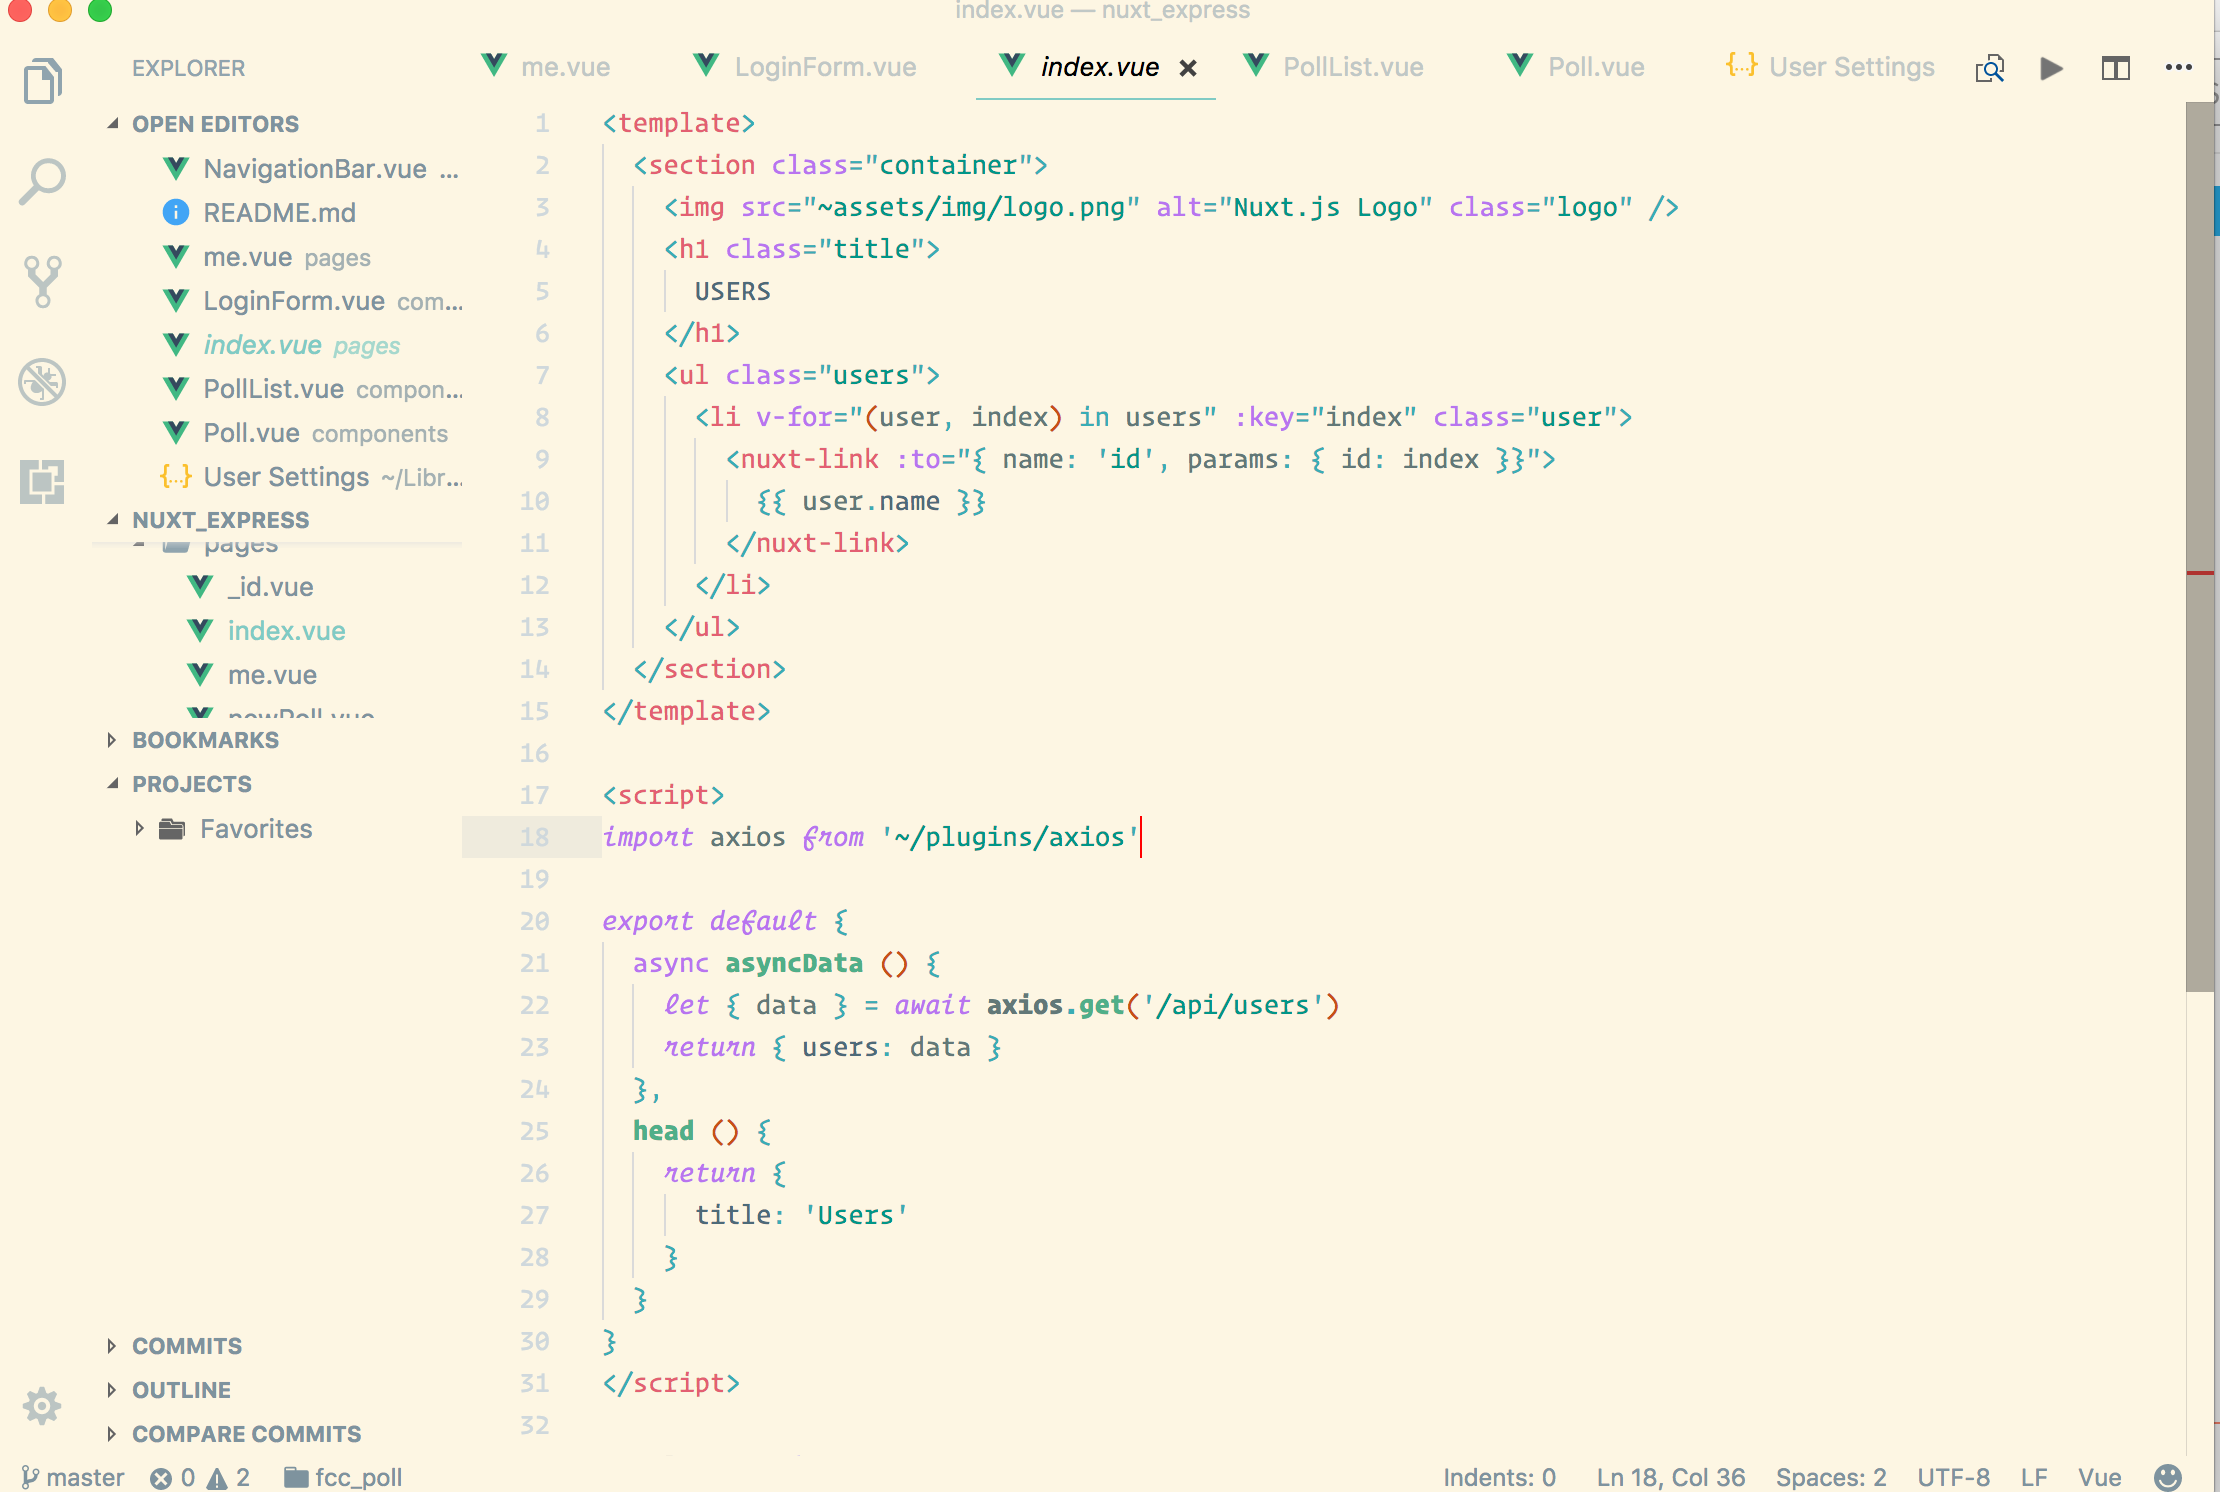 index.vue — nuxt_express
EXPLORER
me.vue
LoginForm.vue
index.vue
PollList.vue
Poll.vue
{..} User Settings
OPEN EDITORS
NavigationBar.vue ...
README.md
me.vue pages
LoginForm.vue com...
index.vue pages
PollList.vue compon...
Poll.vue components
{..} User Settings ~/Libr...
NUXT_EXPRESS
pages
_id.vue
index.vue
me.vue
newPoll.vue
BOOKMARKS
PROJECTS
Favorites
COMMITS
OUTLINE
COMPARE COMMITS
1 <template>
2 <section class="container">
3 <img src="~assets/img/logo.png" alt="Nuxt.js Logo" class="logo" />
4 <h1 class="title">
5 USERS
6 </h1>
7 <ul class="users">
8 <li v-for="(user, index) in users" :key="index" class="user">
9 <nuxt-link :to="{ name: 'id', params: { id: index }}">
10 {{ user.name }}
11 </nuxt-link>
12 </li>
13 </ul>
14 </section>
15 </template>
16
17 <script>
18 import axios from '~/plugins/axios'
19
20 export default {
21 async asyncData () {
22 let { data } = await axios.get('/api/users')
23 return { users: data }
24 },
25 head () {
26 return {
27 title: 'Users'
28 }
29 }
30 }
31 </script>
32
master 0 2 fcc_poll
Indents: 0 Ln 18, Col 36 Spaces: 2 UTF-8 LF Vue